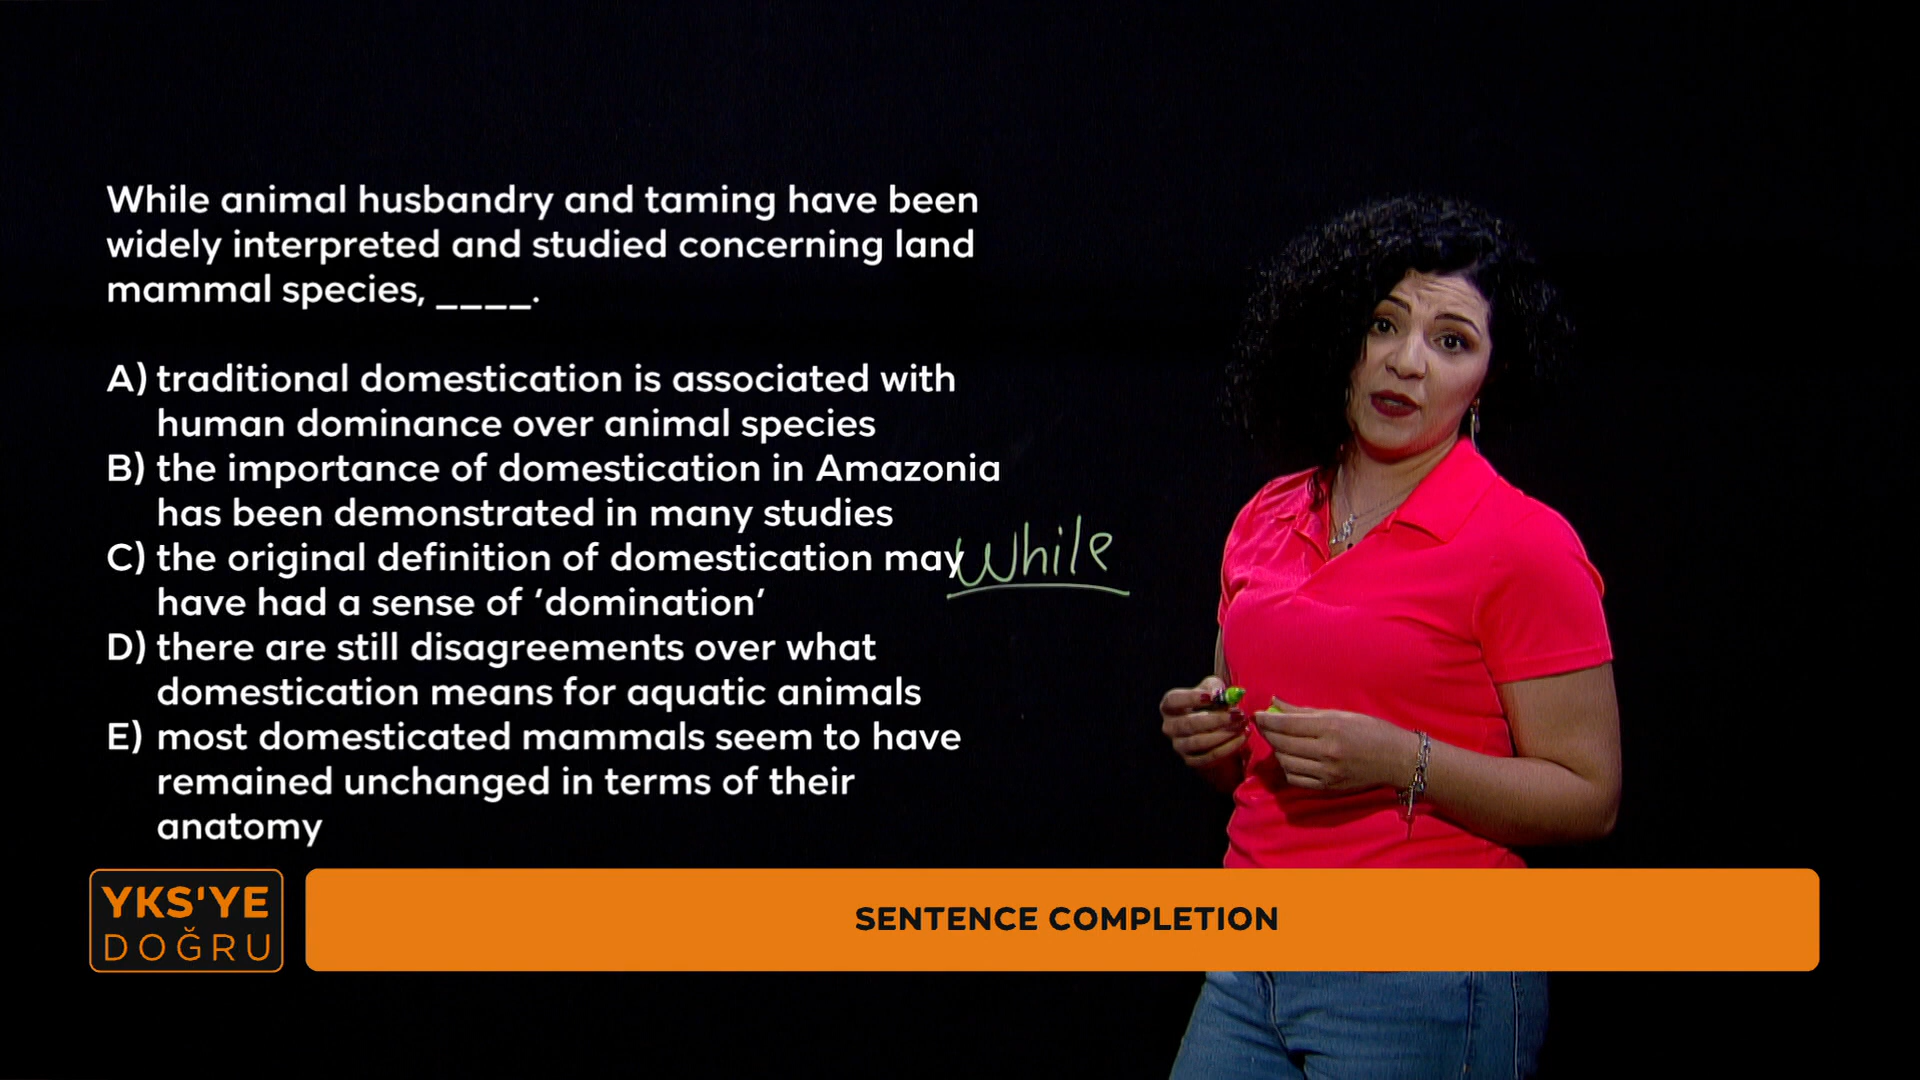 While animal husbandry and taming have been
widely interpreted and studied concerning land
mammal species, ____.
A) traditional domestication is associated with
human dominance over animal species
B) the importance of domestication in Amazonia
has been demonstrated in many studies
C) the original definition of domestication may
have had a sense of ‘domination’
While
D) there are still disagreements over what
domestication means for aquatic animals
E) most domesticated mammals seem to have
remained unchanged in terms of their
anatomy
YKS'YE
DOĞRU
SENTENCE COMPLETION